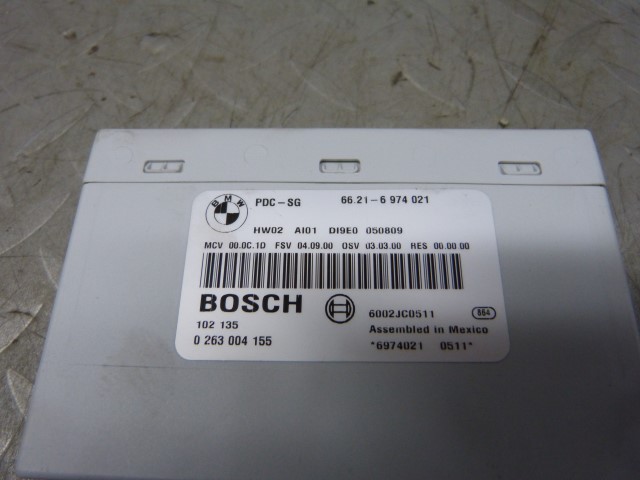 BMW
PDC-SG 66.21-6 974 021
HW02 AI01 DI9E0 050809
MCV 00.0C.1D FSV 04.09.00 OSV 03.03.00 RES 00.00.00
BOSCH
6002JC0511 864
102 135
Assembled in Mexico
0 263 004 155
*6974021 0511*